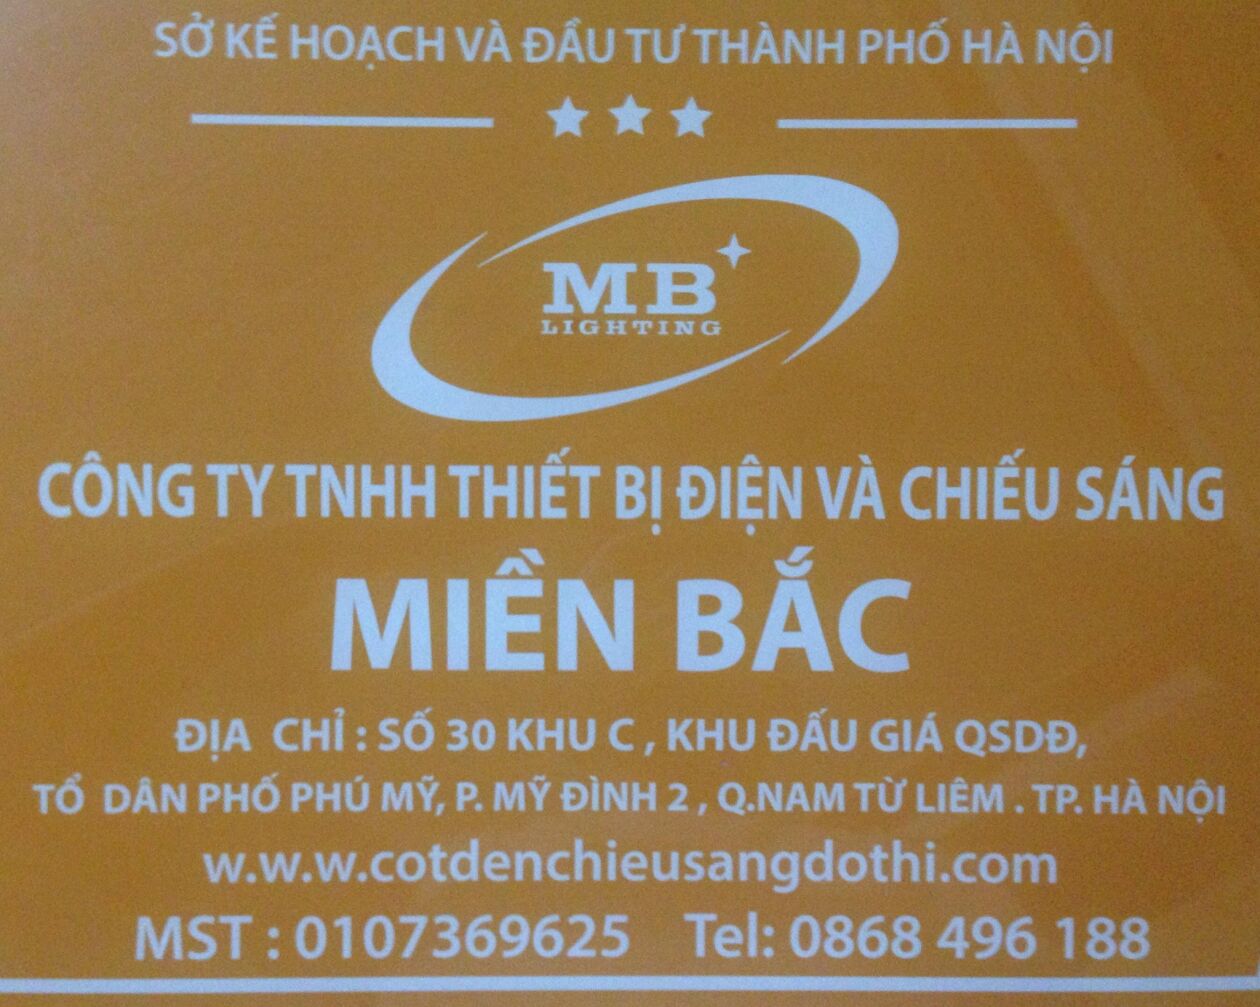 SỞ KẾ HOẠCH VÀ ĐẦU TƯ THÀNH PHỐ HÀ NỘI
MB
LIGHTING
CÔNG TY TNHH THIẾT BỊ ĐIỆN VÀ CHIẾU SÁNG
MIỀN BẮC
ĐỊA CHỈ : SỐ 30 KHU C , KHU ĐẤU GIÁ QSDĐ,
TỔ DÂN PHỐ PHÚ MỸ, P. MỸ ĐÌNH 2 , Q.NAM TỪ LIÊM . TP. HÀ NỘI
w.w.w.cotdenchieusangdothi.com
MST : 0107369625 Tel: 0868 496 188